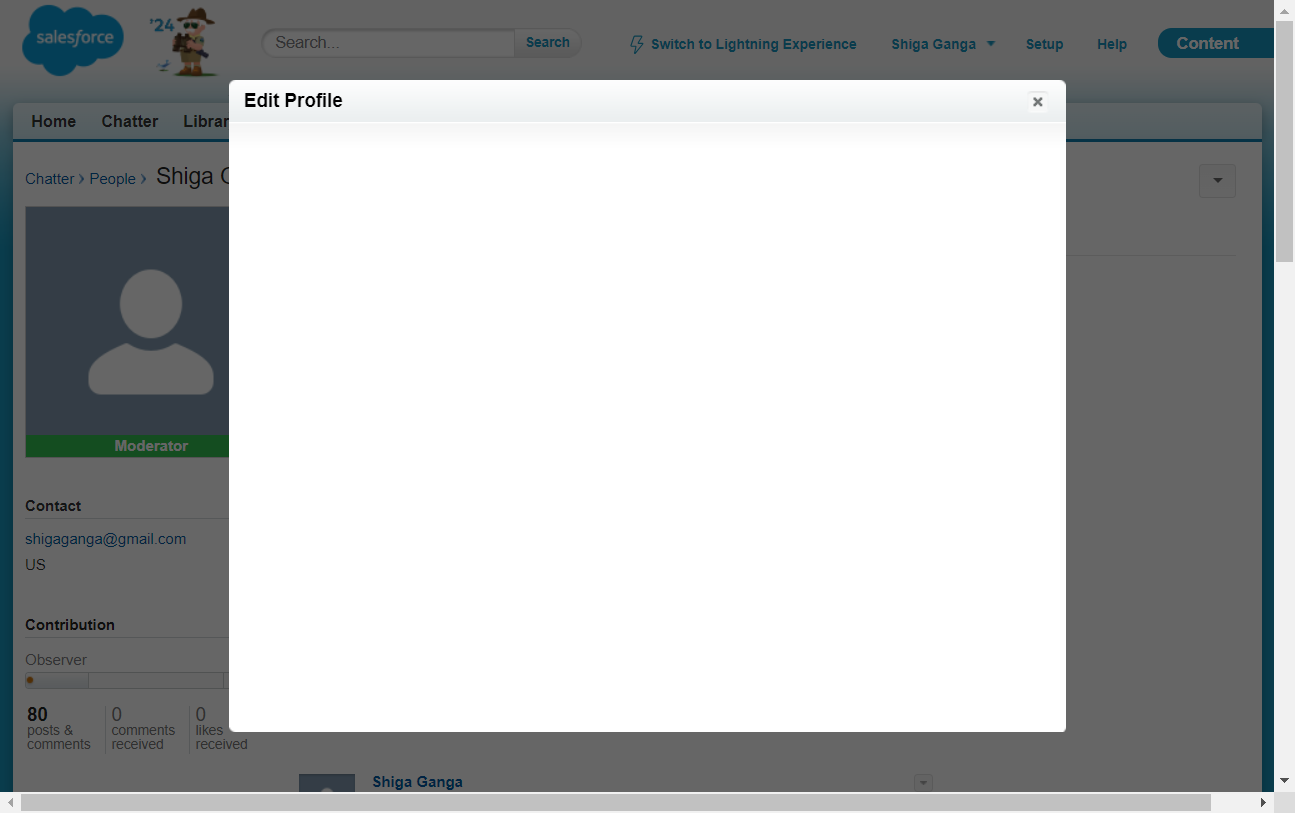 salesforce
'24
Search...
Search
Switch to Lightning Experience
Shiga Ganga
Setup
Help
Content
Edit Profile
Home
Chatter
Librar
Chatter › People › Shiga G
Moderator
Contact
shigaganga@gmail.com
US
Contribution
Observer
80
posts &
comments
0
comments
received
0
likes
received
Shiga Ganga